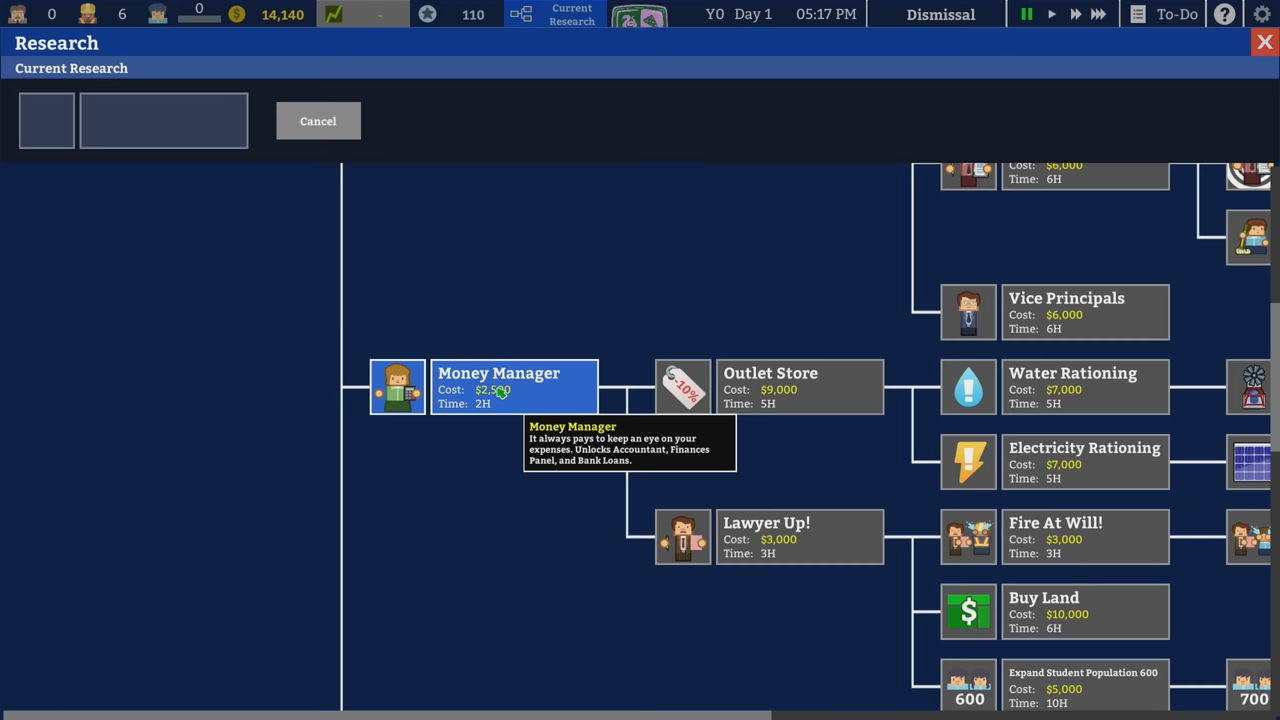 0
6
0
14,140
-
110
Current
Research
Y0 Day 1
05:17 PM
Dismissal
To-Do
?
Research
X
Current Research
Cancel
Cost: $6,000
Time: 6H
Vice Principals
Cost: $6,000
Time: 6H
Money Manager
Cost: $2,500
Time: 2H
-10%
Outlet Store
Cost: $9,000
Time: 5H
Water Rationing
Cost: $7,000
Time: 5H
Money Manager
It always pays to keep an eye on your
expenses. Unlocks Accountant, Finances
Panel, and Bank Loans.
Electricity Rationing
Cost: $7,000
Time: 5H
Lawyer Up!
Cost: $3,000
Time: 3H
Fire At Will!
Cost: $3,000
Time: 3H
$
Buy Land
Cost: $10,000
Time: 6H
600
Expand Student Population 600
Cost: $5,000
Time: 10H
700